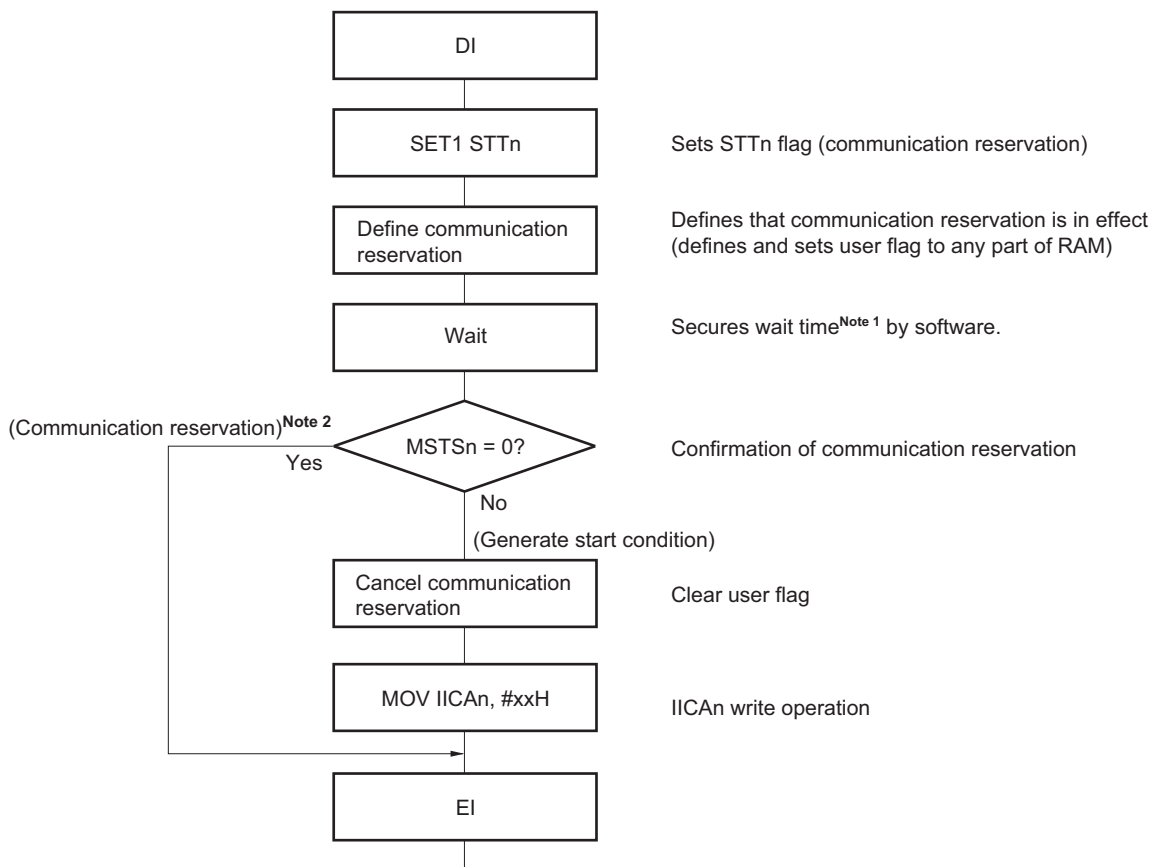 DI
SET1 STTn
Sets STTn flag (communication reservation)
Define communication
reservation
Defines that communication reservation is in effect
(defines and sets user flag to any part of RAM)
Wait
Secures wait time Note 1 by software.
(Communication reservation) Note 2
MSTSn = 0?
Confirmation of communication reservation
Yes
No
(Generate start condition)
Cancel communication
reservation
Clear user flag
MOV IICAn, #xxH
IICAn write operation
EI